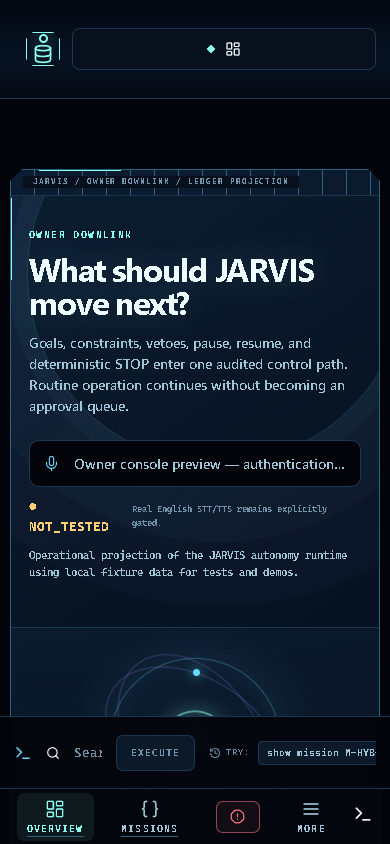 JARVIS / OWNER DOWNLINK / LEDGER PROJECTION
OWNER DOWNLINK
What should JARVIS
move next?
Goals, constraints, vetoes, pause, resume, and
deterministic STOP enter one audited control path.
Routine operation continues without becoming an
approval queue.
Owner console preview — authentication...
NOT_TESTED
Real English STT/TTS remains explicitly
gated.
Operational projection of the JARVIS autonomy runtime
using local fixture data for tests and demos.
Sear
EXECUTE
TRY:
show mission M-HYB
OVERVIEW
MISSIONS
MORE